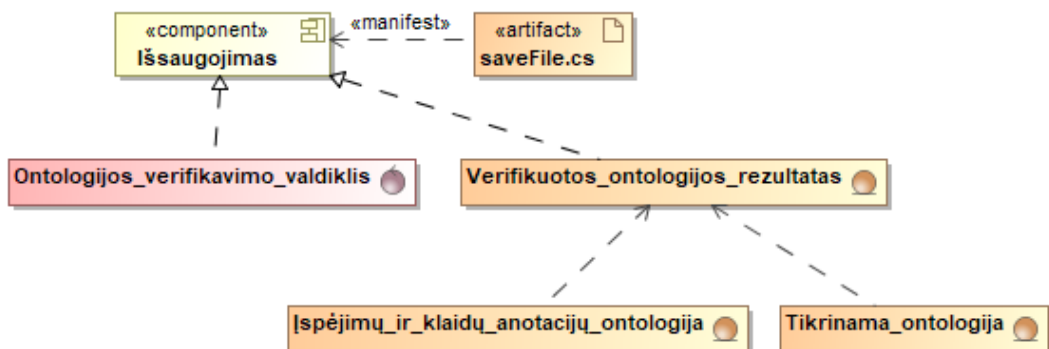 «component»
Išsaugojimas
«manifest»
«artifact»
saveFile.cs
Ontologijos_verifikavimo_valdiklis
Verifikuotos_ontologijos_rezultatas
Įspėjimų_ir_klaidų_anotacijų_ontologija
Tikrinama_ontologija